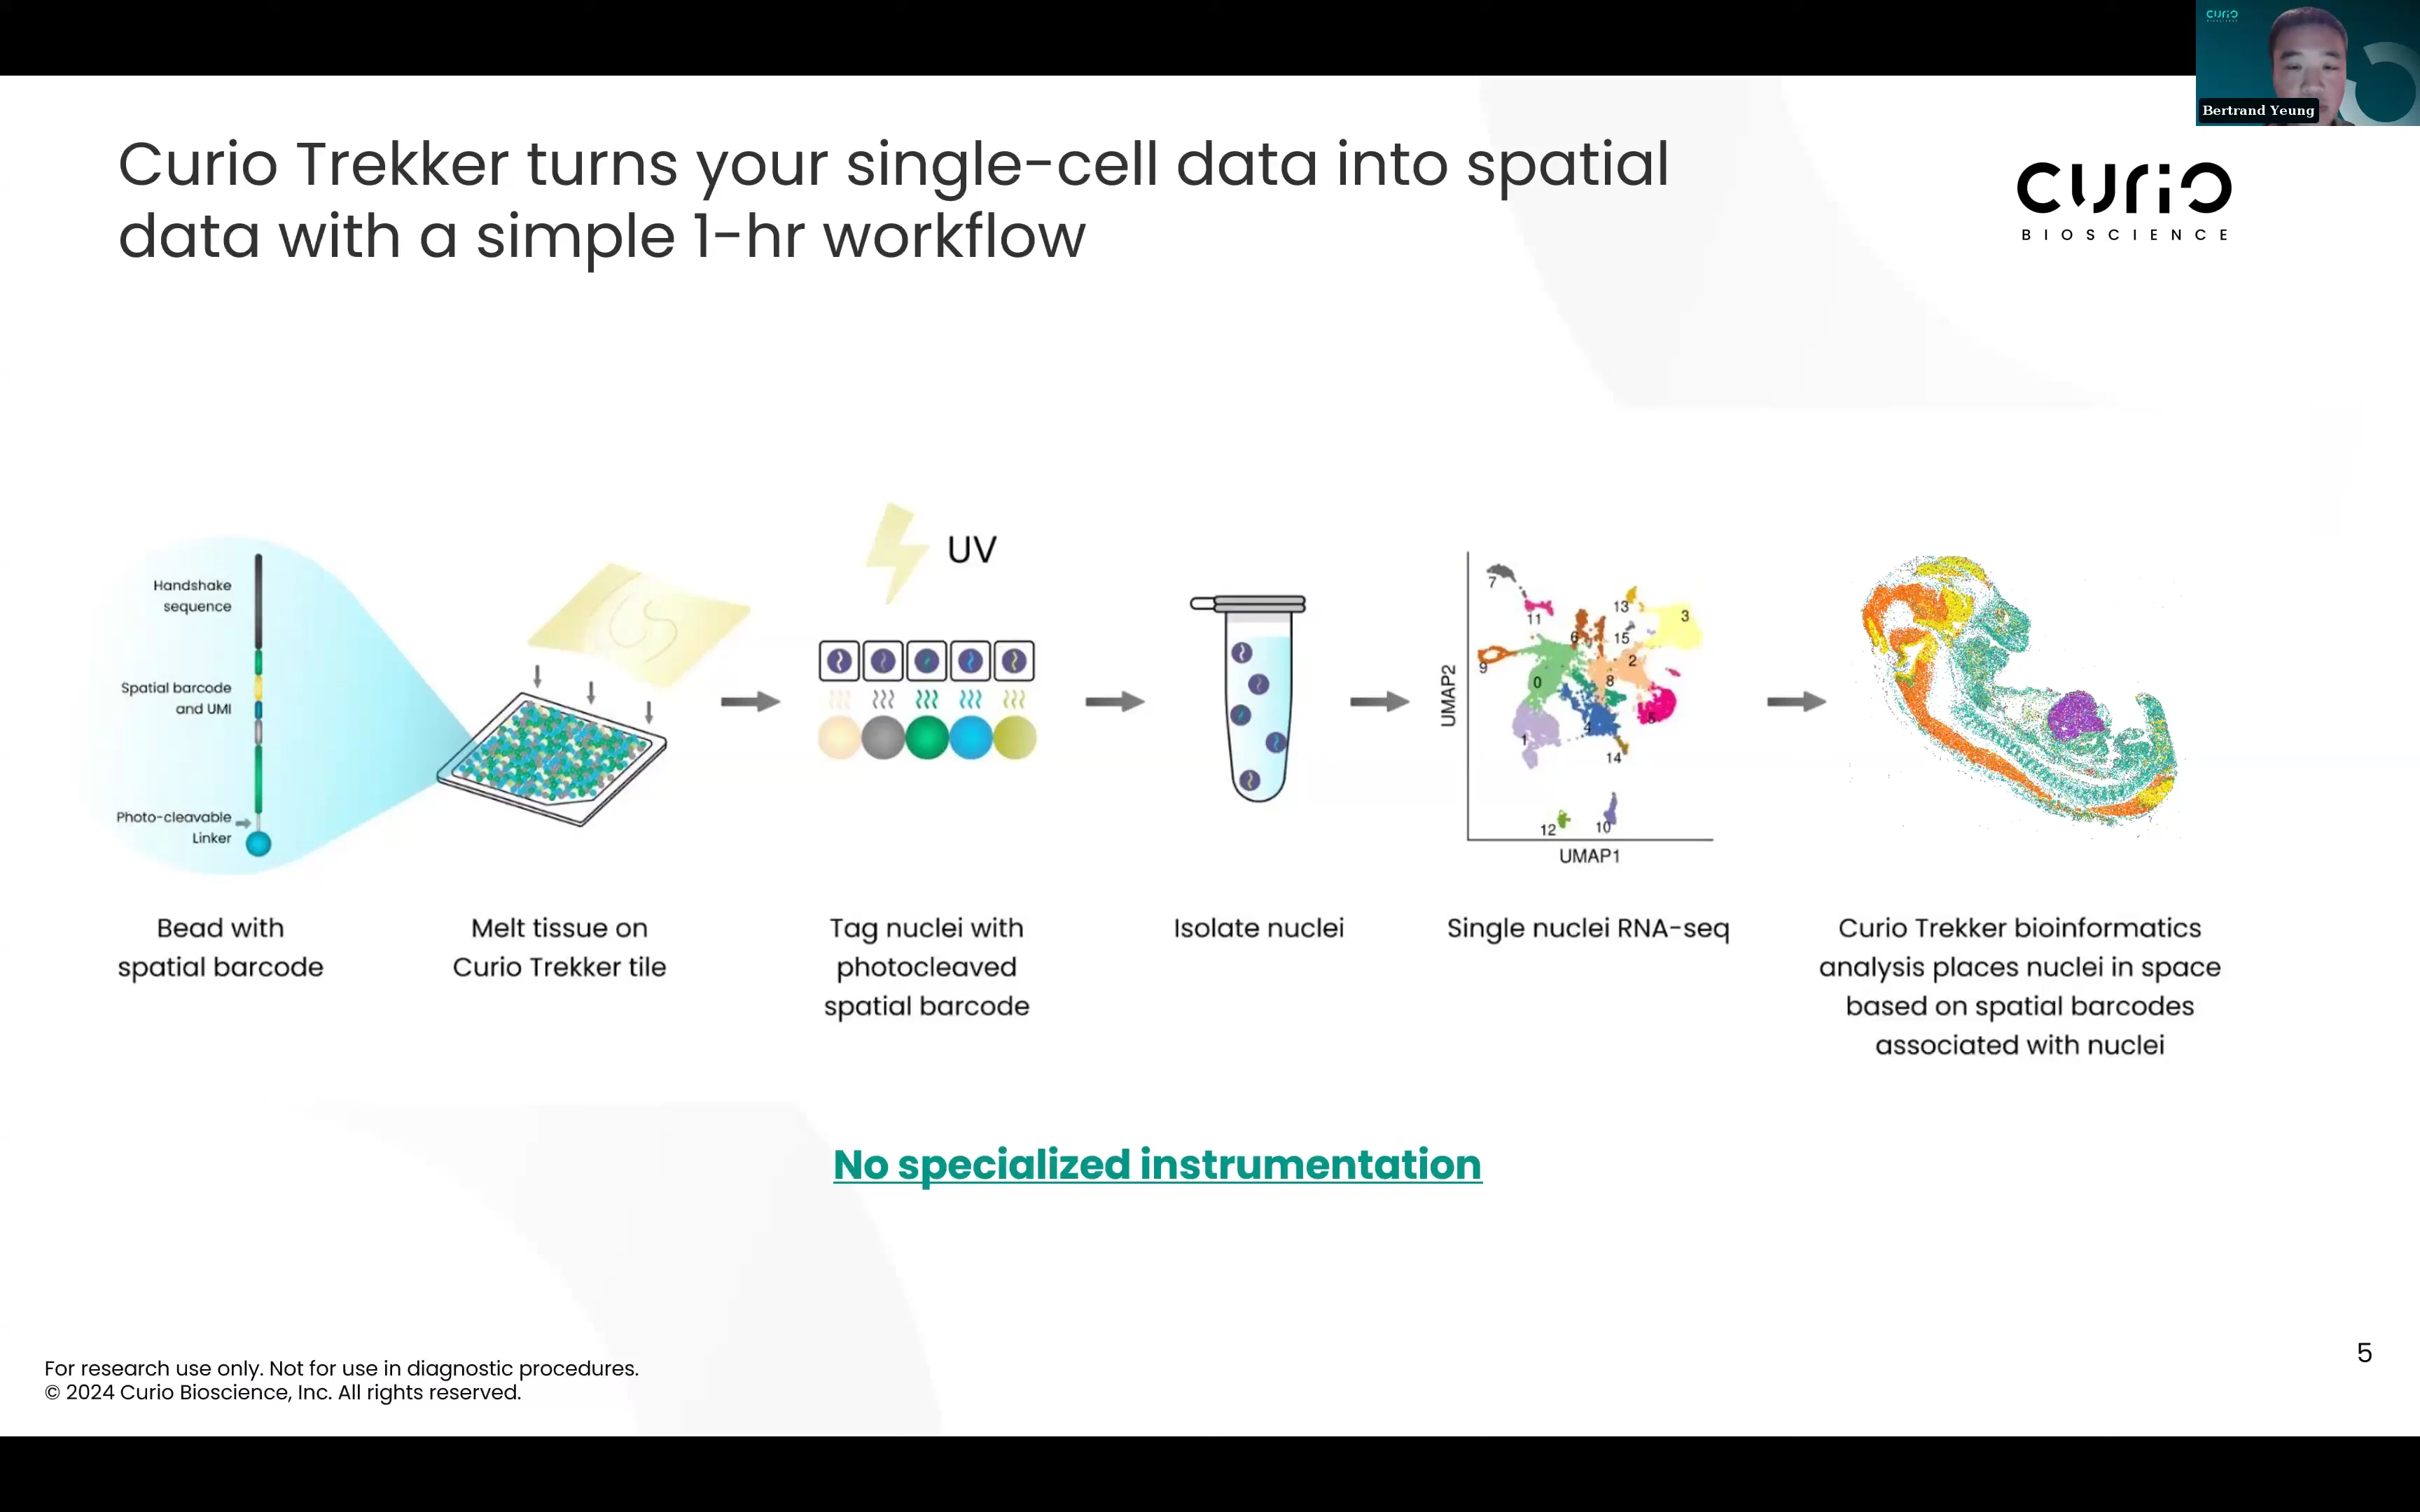 curio
BIOSCIENCE
Bertrand Yeung
Curio Trekker turns your single-cell data into spatial
data with a simple 1-hr workflow
curio
BIOSCIENCE
Handshake
sequence
Spatial barcode
and UMI
Photo-cleavable
Linker
UV
UMAP2
7
11
13
3
6
15
9
2
0
8
5
4
1
14
12
10
UMAP1
Bead with
spatial barcode
Melt tissue on
Curio Trekker tile
Tag nuclei with
photocleaved
spatial barcode
Isolate nuclei
Single nuclei RNA-seq
Curio Trekker bioinformatics
analysis places nuclei in space
based on spatial barcodes
associated with nuclei
No specialized instrumentation
For research use only. Not for use in diagnostic procedures.
© 2024 Curio Bioscience, Inc. All rights reserved.
5